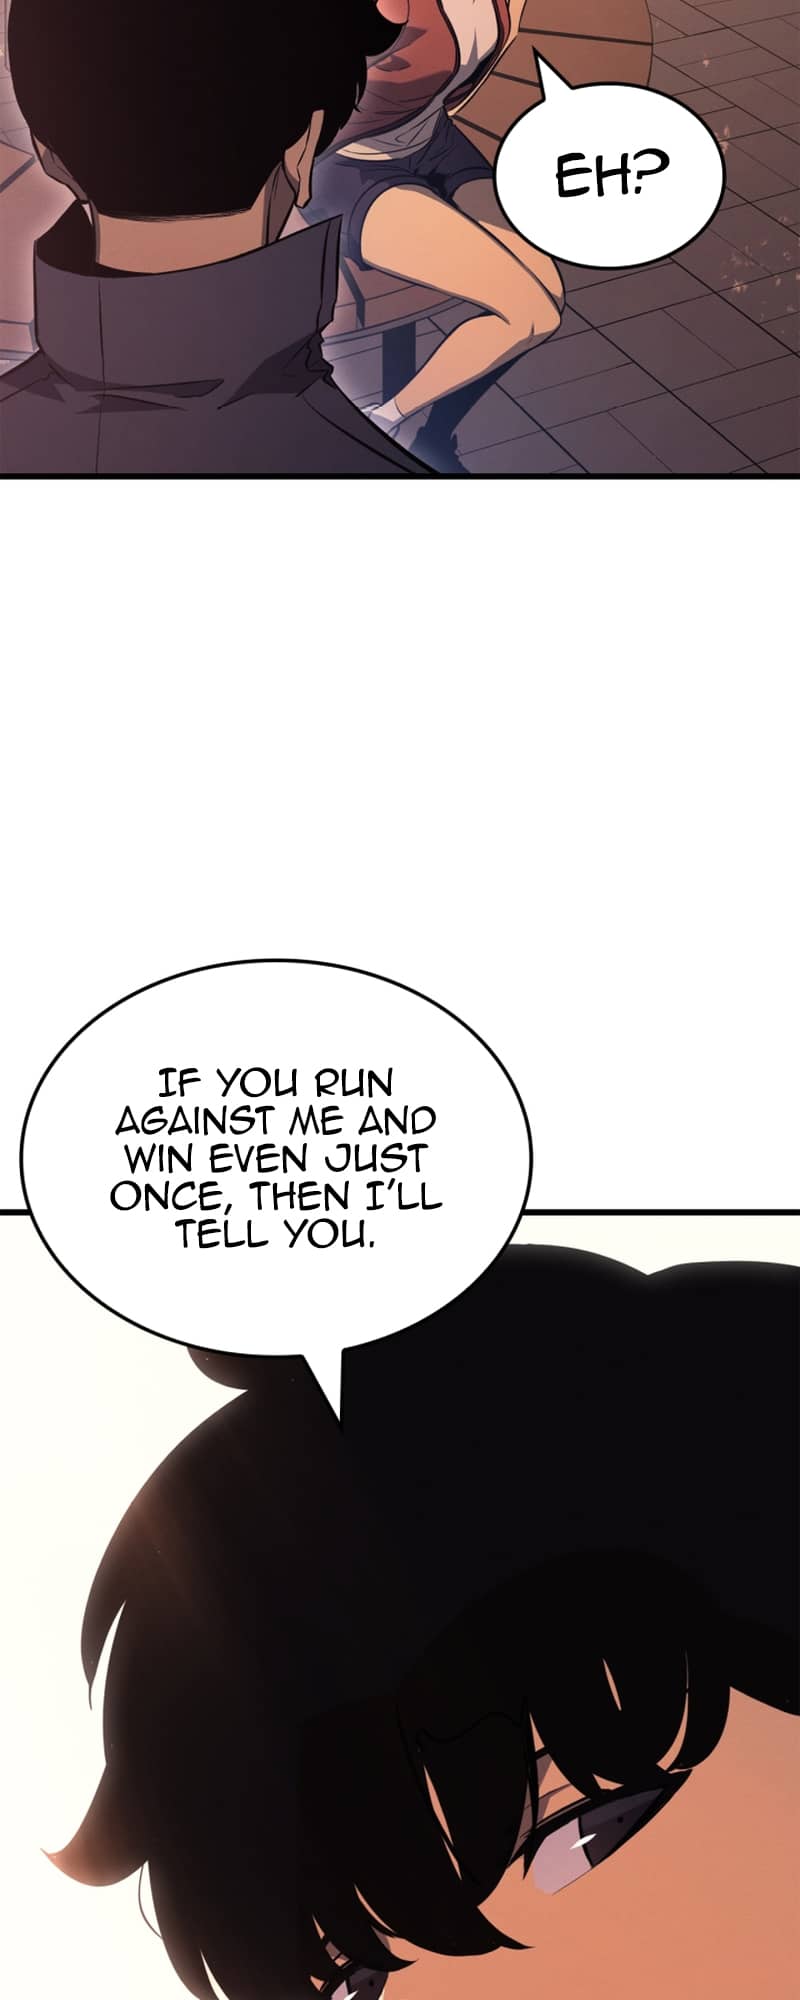 EH?
IF YOU RUN
AGAINST ME AND
WIN EVEN JUST
ONCE, THEN I'LL
TELL YOU.